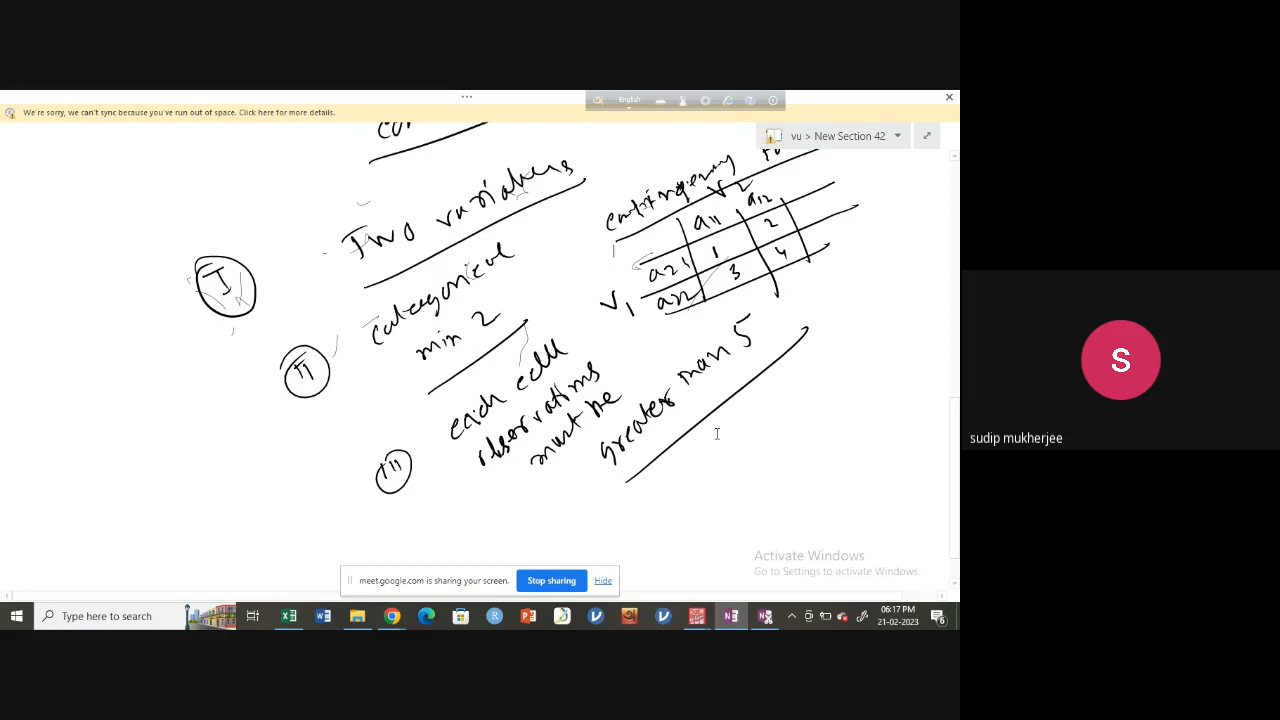 We're sorry, we can't sync because you've run out of space. Click here for more details.
English
vu > New Section 42
Two variables
I
categorical
min 2
II
each cell
observations
must be
greater than 5
III
contingency
V2
a11 a12
a21 1 2
V1 a22 3 4
sudip mukherjee
S
Activate Windows
Go to Settings to activate Windows.
meet.google.com is sharing your screen.
Stop sharing
Hide
Type here to search
06:17 PM
21-02-2023
6